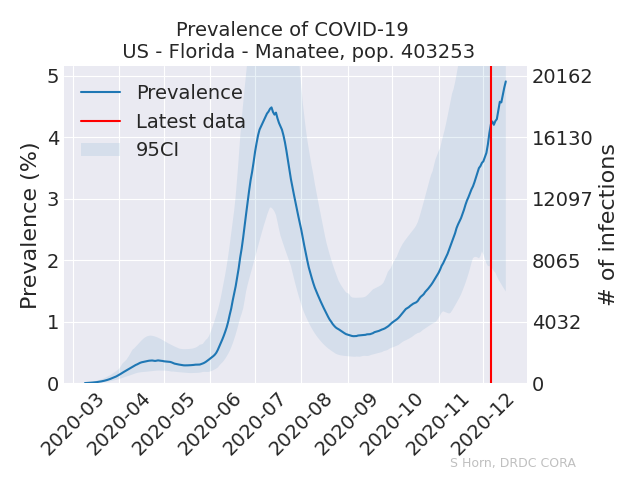 Prevalence of COVID-19
US - Florida - Manatee, pop. 403253
Prevalence
Latest data
95CI
Prevalence (%)
5
4
3
2
1
0
20162
16130
12097
8065
4032
0
# of infections
2020-03
2020-04
2020-05
2020-06
2020-07
2020-08
2020-09
2020-10
2020-11
2020-12
S Horn, DRDC CORA